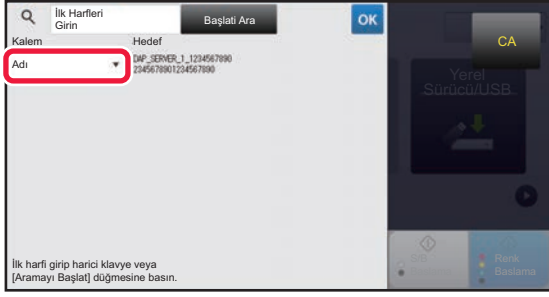 İlk Harfleri
Girin
Başlati Ara
OK
CA
Kalem
Hedef
Adı
DAP_SERVER_1_1234567890
2345678901234567890
Yerel
Sürücü/USB
S/B
Renk
Başlama
İlk harfi girip harici klavye veya
[Aramayı Başlat] düğmesine basın.